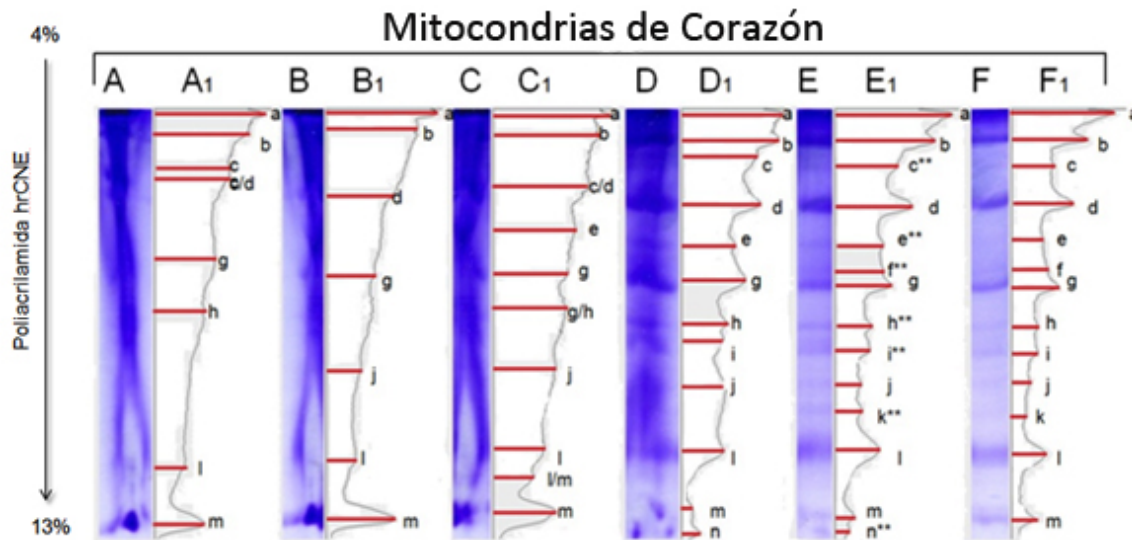 Mitocondrias de Corazón
4%
Poliacrilamida hrCNE
13%
A A1 B B1 C C1 D D1 E E1 F F1
a
b
c
c/d
g
h
l
m
a
b
d
g
j
l
m
a
b
c/d
e
g
g/h
j
l
l/m
m
a
b
c
d
e
g
h
i
j
l
m
n
a
b
c**
d
e**
f**
g
h**
i**
j
k**
l
m
n**
a
b
c
d
e
f
g
h
i
j
k
l
m